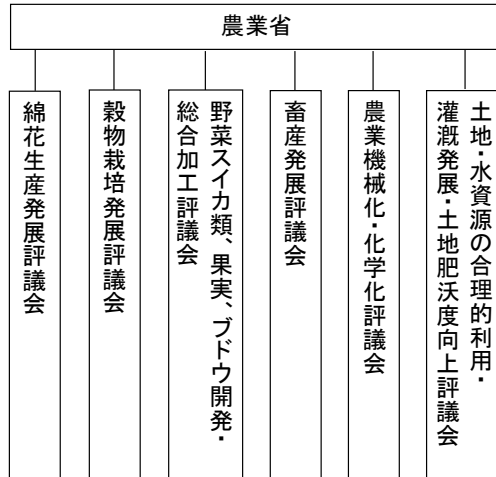 農業省
綿花生産発展評議会
穀物栽培発展評議会
野菜スイカ類、果実、ブドウ開発・
総合加工評議会
畜産発展評議会
農業機械化・化学化評議会
土地・水資源の合理的利用・
灌漑発展・土地肥沃度向上評議会